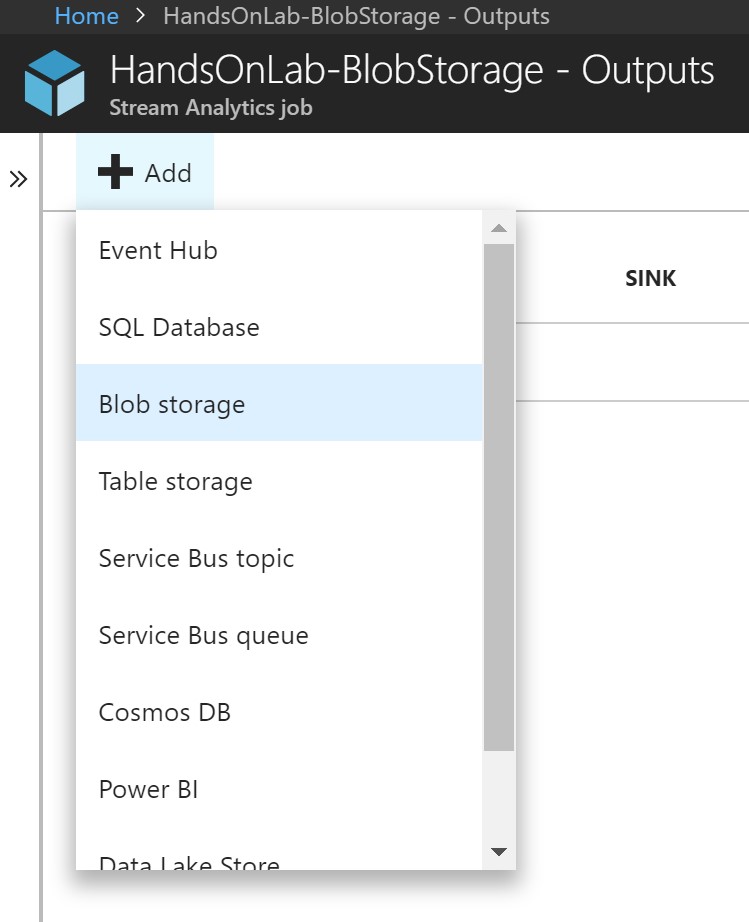 Home > HandsOnLab-BlobStorage - Outputs
HandsOnLab-BlobStorage - Outputs
Stream Analytics job
Add
Event Hub
SINK
SQL Database
Blob storage
Table storage
Service Bus topic
Service Bus queue
Cosmos DB
Power BI
Data Lake Store